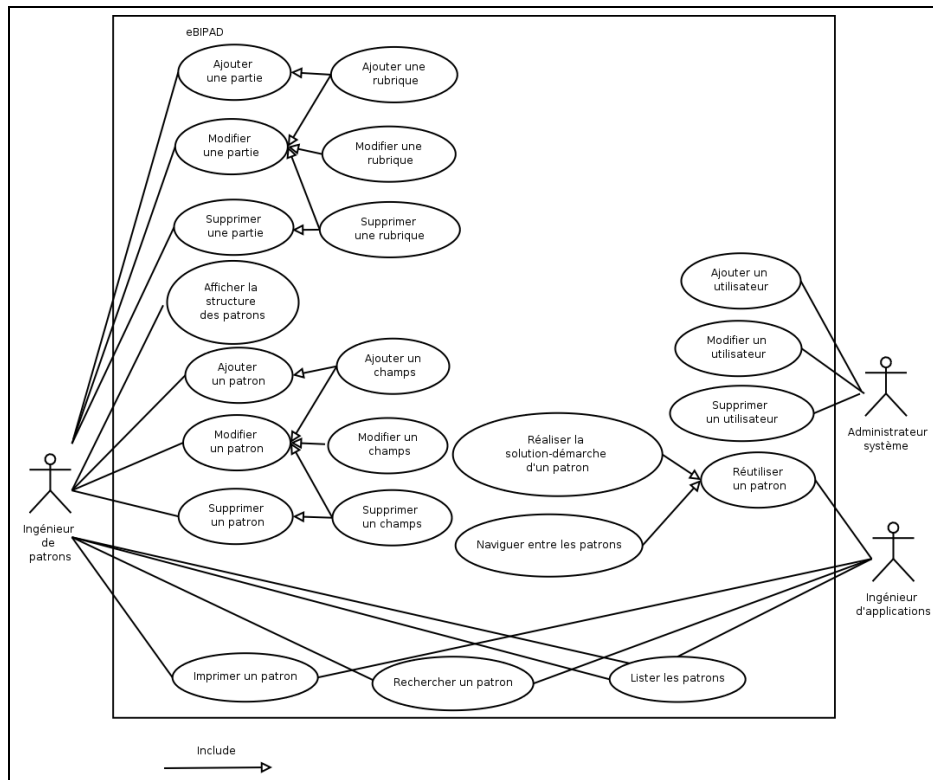 eBIPAD
Ajouter
une partie
Ajouter une
rubrique
Modifier
une partie
Modifier une
rubrique
Supprimer
une partie
Supprimer
une rubrique
Afficher la
structure
des patrons
Ajouter un
utilisateur
Modifier un
utilisateur
Supprimer
un utilisateur
Administrateur
système
Ajouter
un patron
Ajouter un
champs
Modifier
un patron
Modifier un
champs
Supprimer
un patron
Supprimer
un champs
Réaliser la
solution-démarche
d'un patron
Réutiliser
un patron
Naviguer entre les patrons
Ingénieur
de
patrons
Ingénieur
d'applications
Imprimer un patron
Rechercher un patron
Lister les patrons
Include